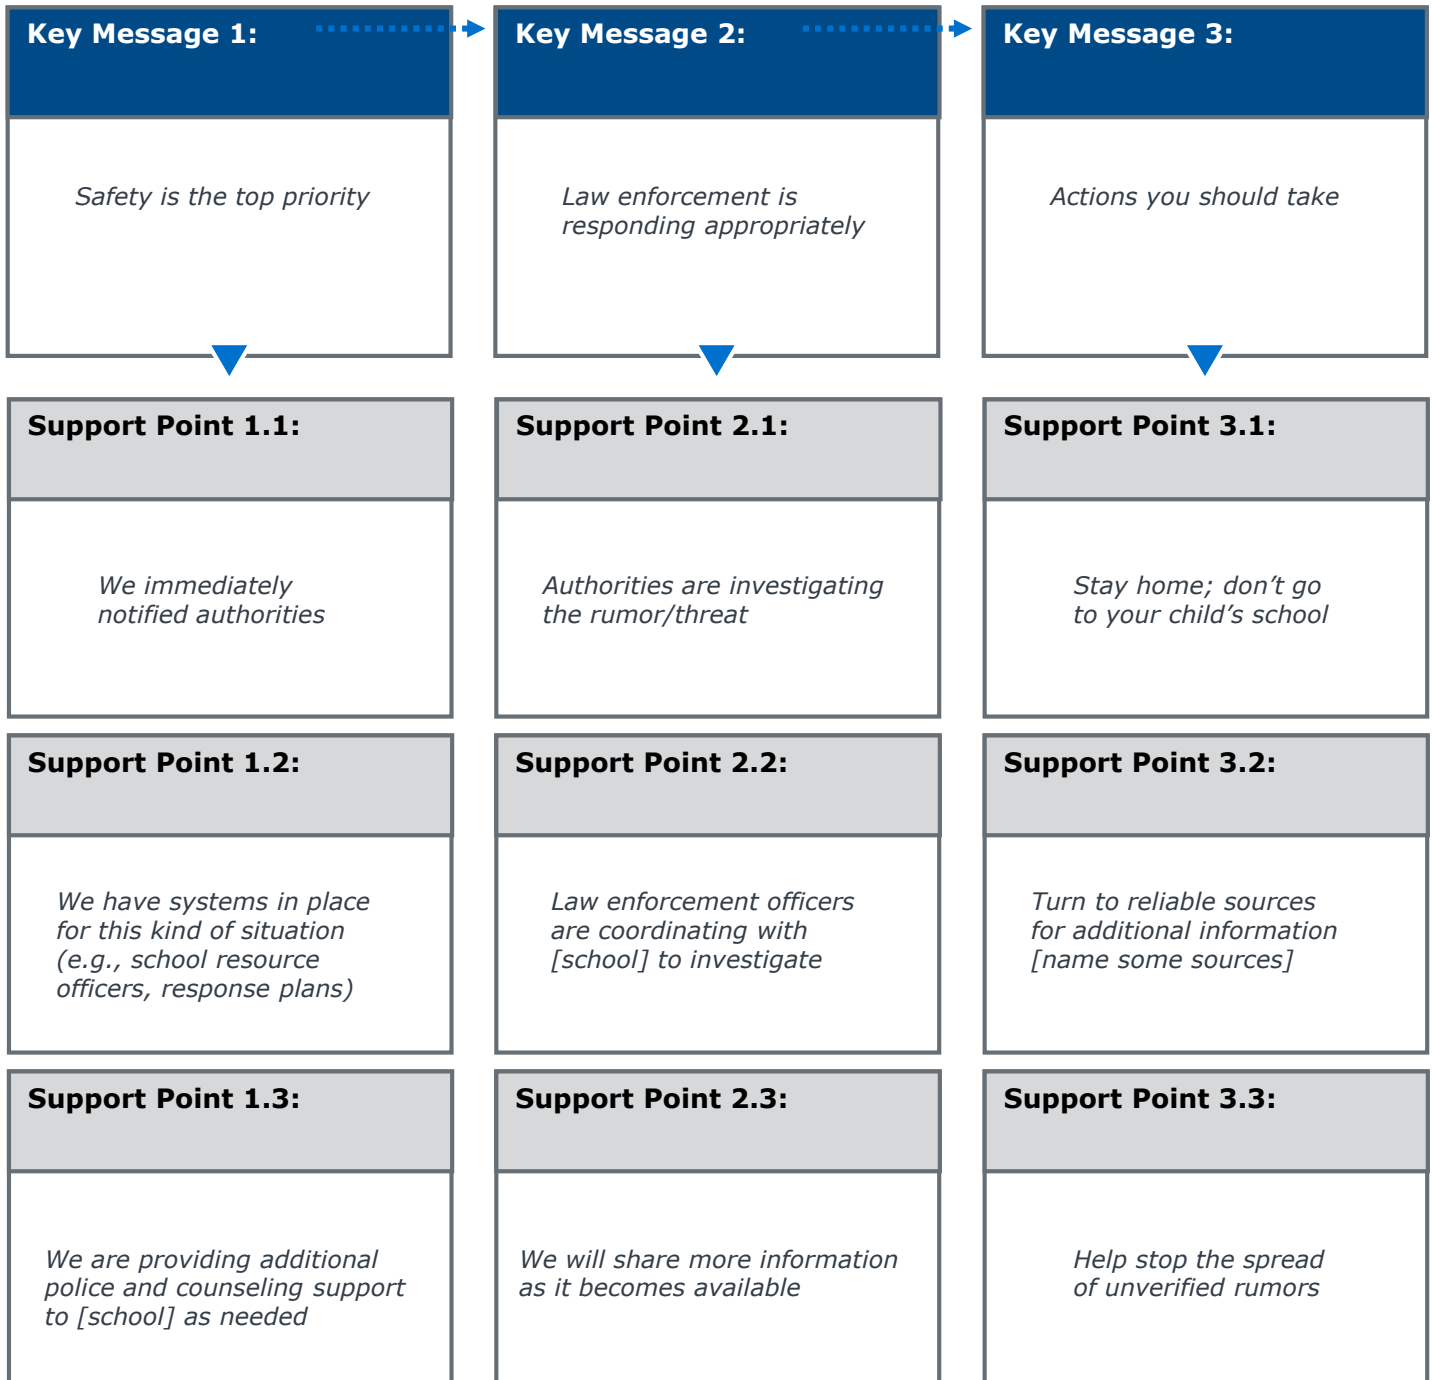 Key Message 1:
Key Message 2:
Key Message 3:
Safety is the top priority
Law enforcement is
responding appropriately
Actions you should take
Support Point 1.1:
Support Point 2.1:
Support Point 3.1:
We immediately
notified authorities
Authorities are investigating
the rumor/threat
Stay home; don’t go
to your child’s school
Support Point 1.2:
Support Point 2.2:
Support Point 3.2:
We have systems in place
for this kind of situation
(e.g., school resource
officers, response plans)
Law enforcement officers
are coordinating with
[school] to investigate
Turn to reliable sources
for additional information
[name some sources]
Support Point 1.3:
Support Point 2.3:
Support Point 3.3:
We are providing additional
police and counseling support
to [school] as needed
We will share more information
as it becomes available
Help stop the spread
of unverified rumors